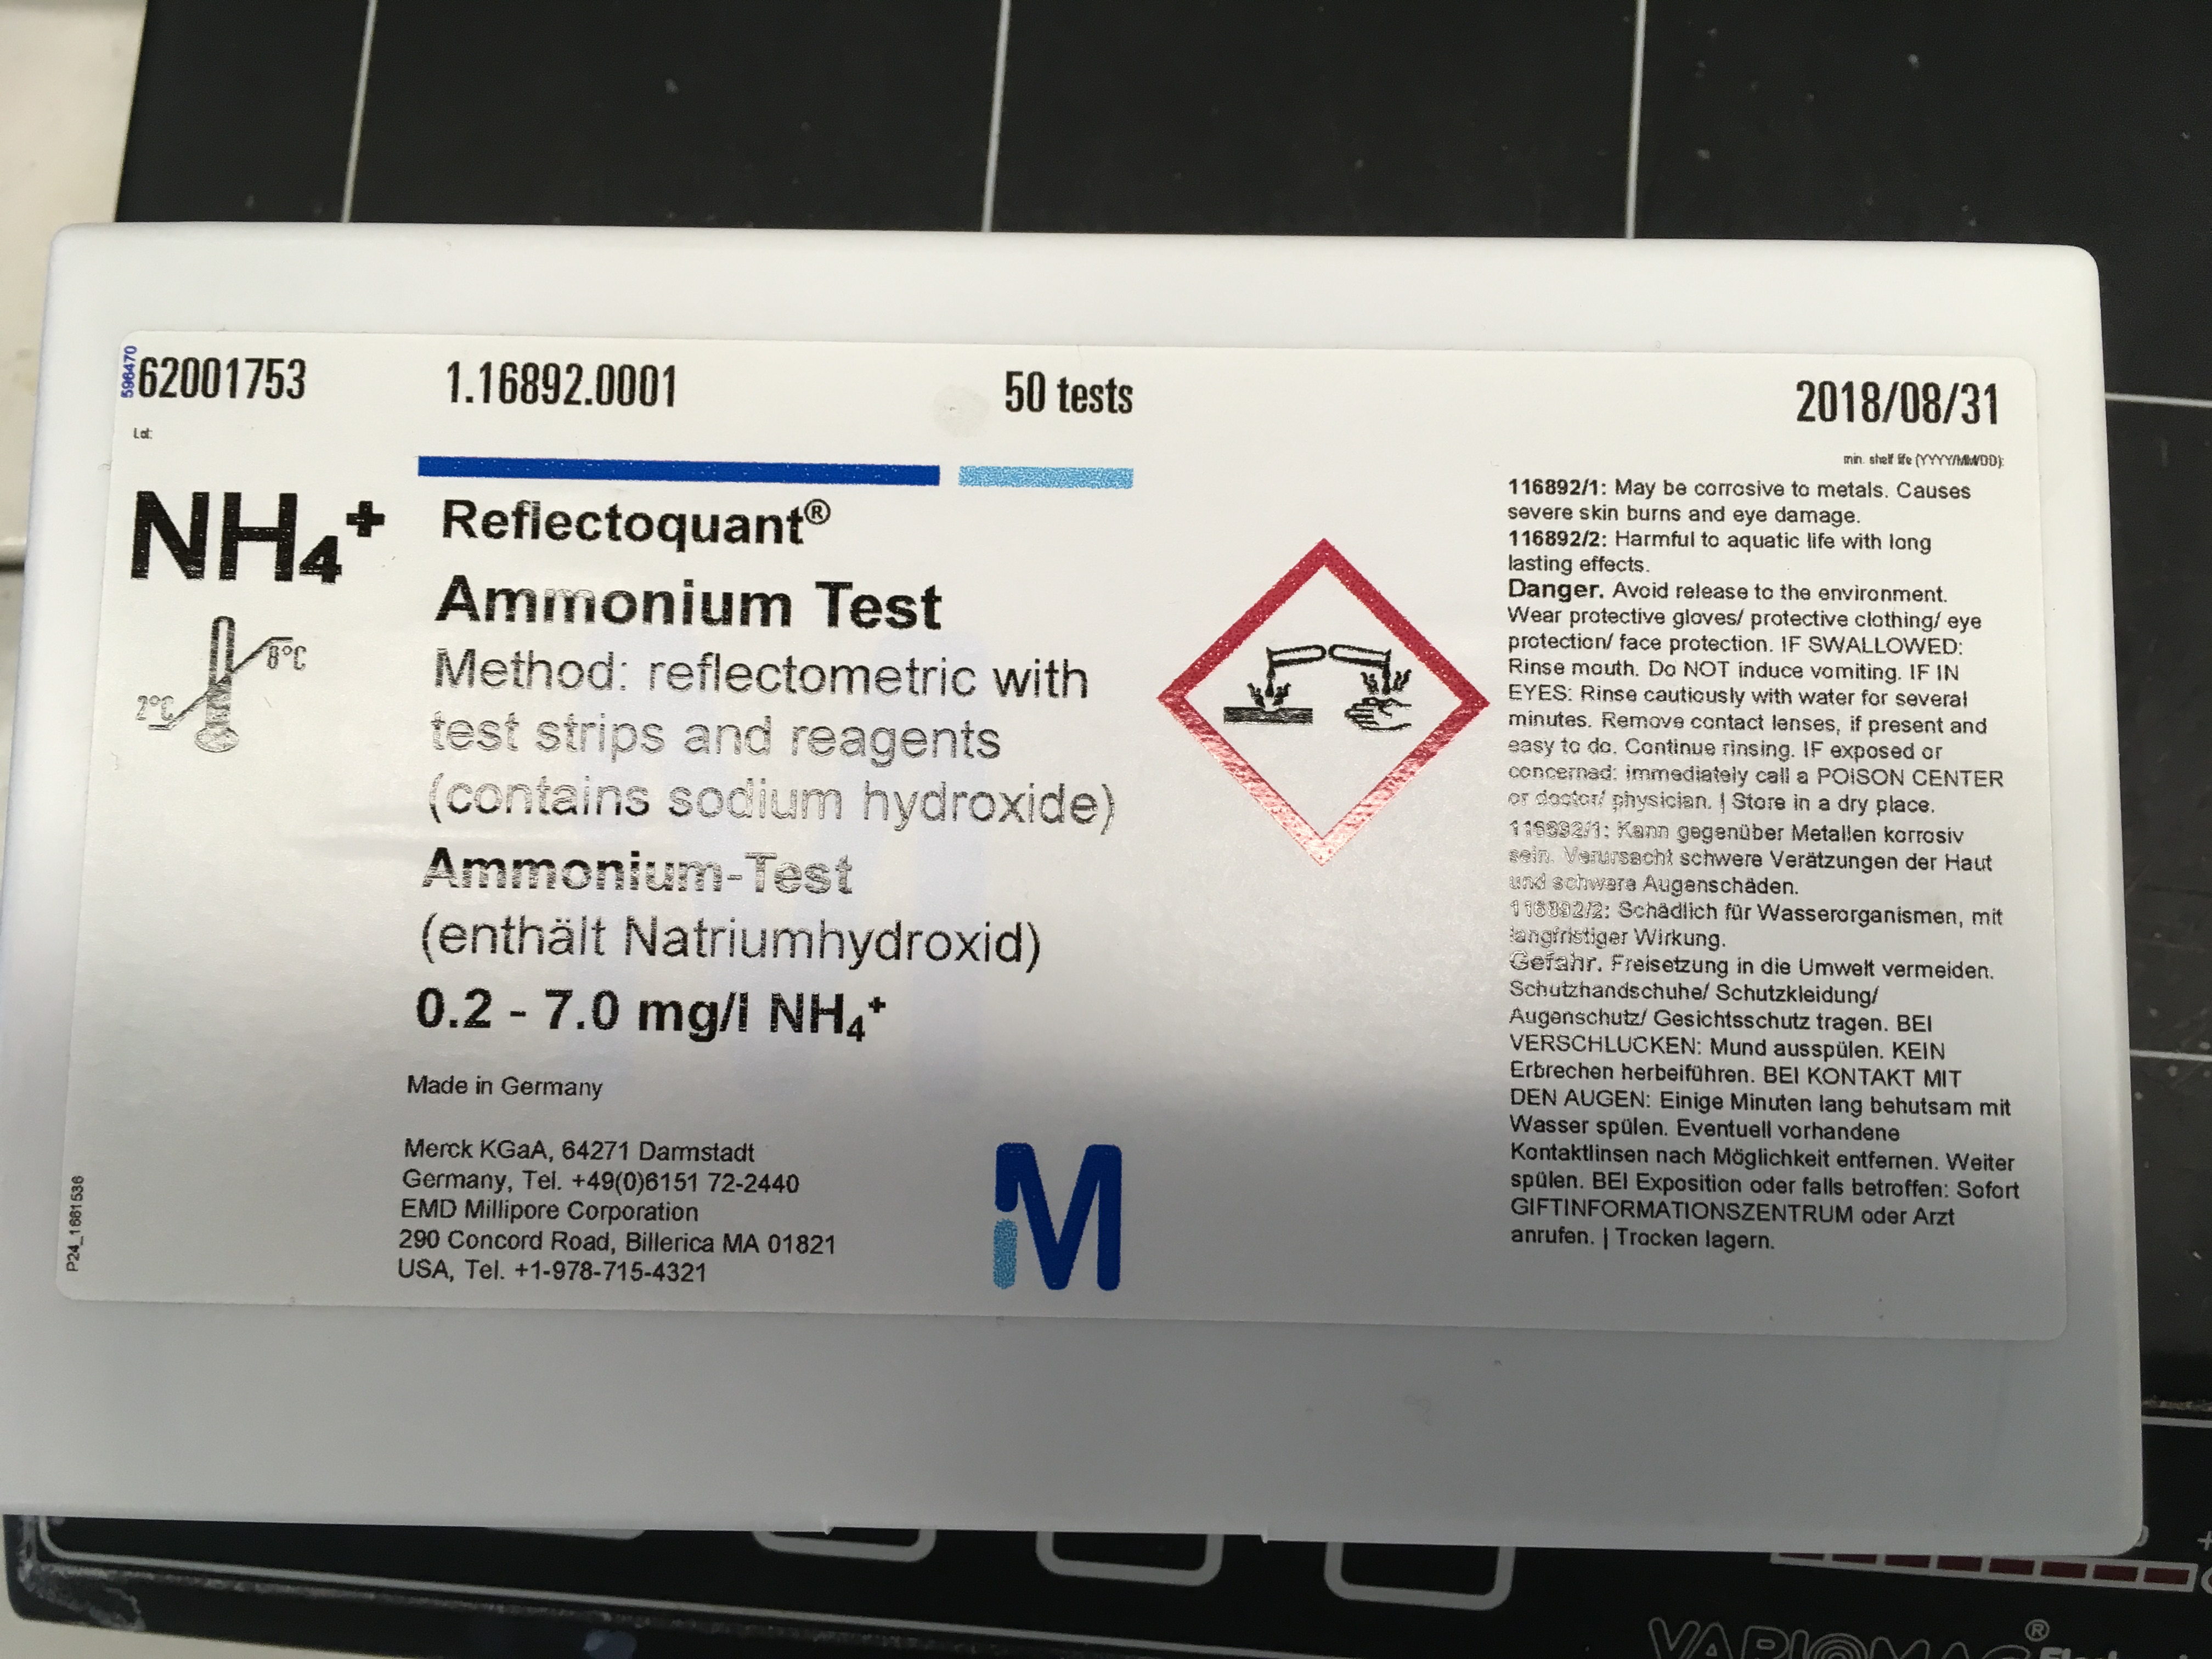 596470
62001753
Lot:
1.16892.0001
50 tests
2018/08/31
min. shelf life (YYYY/MM/DD):
NH₄⁺
8°C
2°C
Reflectoquant®
Ammonium Test
Method: reflectometric with
test strips and reagents
(contains sodium hydroxide)
Ammonium-Test
(enthält Natriumhydroxid)
0.2 - 7.0 mg/l NH₄⁺
Made in Germany
Merck KGaA, 64271 Darmstadt
Germany, Tel. +49(0)6151 72-2440
EMD Millipore Corporation
290 Concord Road, Billerica MA 01821
USA, Tel. +1-978-715-4321
P24_1661536
M
116892/1: May be corrosive to metals. Causes
severe skin burns and eye damage.
116892/2: Harmful to aquatic life with long
lasting effects.
Danger. Avoid release to the environment.
Wear protective gloves/ protective clothing/ eye
protection/ face protection. IF SWALLOWED:
Rinse mouth. Do NOT induce vomiting. IF IN
EYES: Rinse cautiously with water for several
minutes. Remove contact lenses, if present and
easy to do. Continue rinsing. IF exposed or
concerned: immediately call a POISON CENTER
or doctor/ physician. | Store in a dry place.
116892/1: Kann gegenüber Metallen korrosiv
sein. Verursacht schwere Verätzungen der Haut
und schwere Augenschäden.
116892/2: Schädlich für Wasserorganismen, mit
langfristiger Wirkung.
Gefahr. Freisetzung in die Umwelt vermeiden.
Schutzhandschuhe/ Schutzkleidung/
Augenschutz/ Gesichtsschutz tragen. BEI
VERSCHLUCKEN: Mund ausspülen. KEIN
Erbrechen herbeiführen. BEI KONTAKT MIT
DEN AUGEN: Einige Minuten lang behutsam mit
Wasser spülen. Eventuell vorhandene
Kontaktlinsen nach Möglichkeit entfernen. Weiter
spülen. BEI Exposition oder falls betroffen: Sofort
GIFTINFORMATIONSZENTRUM oder Arzt
anrufen. | Trocken lagern.
VARIOMAG®